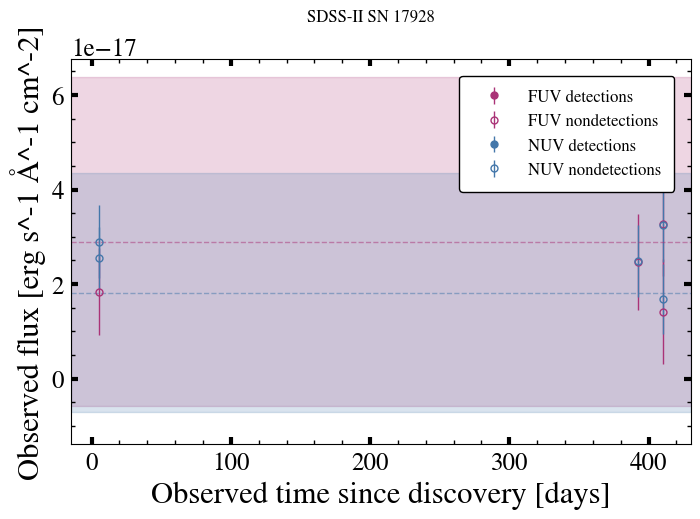 SDSS-II SN 17928
1e−17
Observed flux [erg s^-1 Å^-1 cm^-2]
6
4
2
0
FUV detections
FUV nondetections
NUV detections
NUV nondetections
0 100 200 300 400
Observed time since discovery [days]